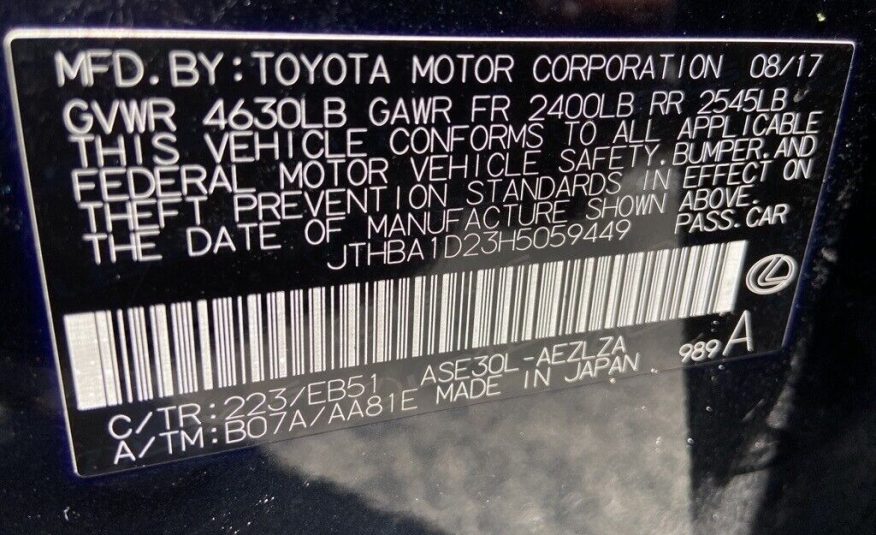 MFD.BY:TOYOTA MOTOR CORPORATION 08/17
GVWR 4630LB GAWR FR 2400LB RR 2545LB
THIS VEHICLE CONFORMS TO ALL APPLICABLE
FEDERAL MOTOR VEHICLE SAFETY,BUMPER,AND
THEFT PREVENTION STANDARDS IN EFFECT ON
THE DATE OF MANUFACTURE SHOWN ABOVE.
JTHBA1D23H5059449 PASS.CAR
ASE30L-AEZLZA 989A
C/TR:223/EB51
A/TM:B07A/AA81E MADE IN JAPAN